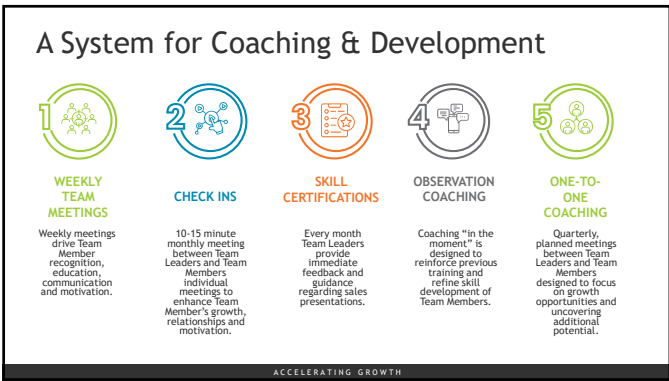 A System for Coaching & Development
1
2
3
4
5
WEEKLY
TEAM
MEETINGS
Weekly meetings
drive Team
Member
recognition,
education,
communication
and motivation.
CHECK INS
10-15 minute
monthly meeting
between Team
Leaders and Team
Members
individual
meetings to
enhance Team
Member's growth,
relationships and
motivation.
SKILL
CERTIFICATIONS
Every month
Team Leaders
provide
immediate
feedback and
guidance
regarding sales
presentations.
OBSERVATION
COACHING
Coaching "in the
moment" is
designed to
reinforce previous
training and
refine skill
development of
Team Members.
ONE-TO-
ONE
COACHING
Quarterly,
planned meetings
between Team
Leaders and Team
Members
designed to focus
on growth
opportunities and
uncovering
additional
potential.
ACCELERATING GROWTH